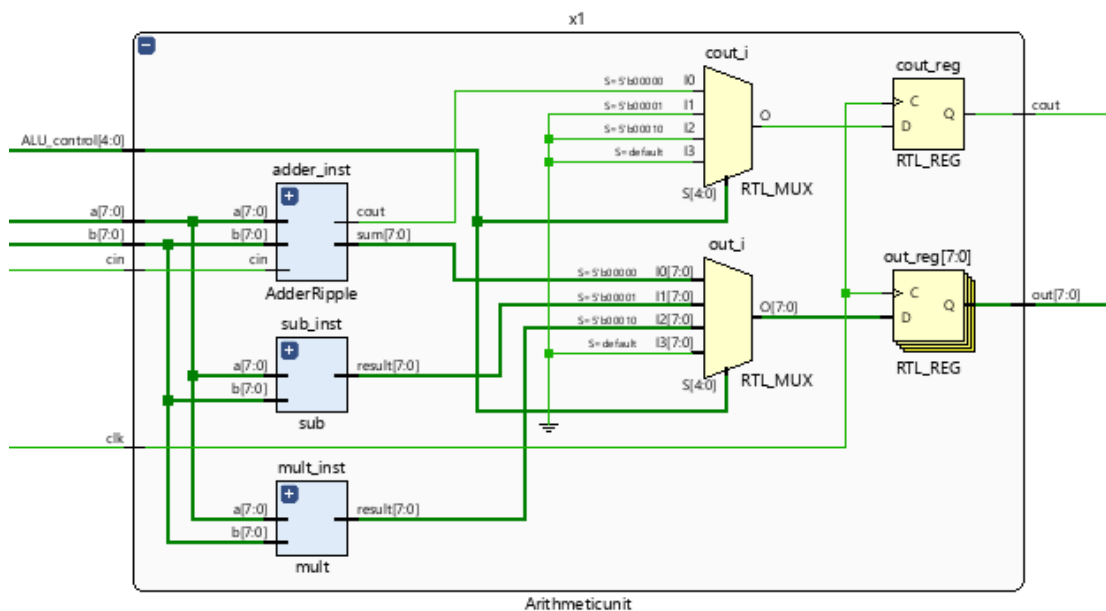 x1
cout_i
S=5'b00000 I0
S=5'b00001 I1
S=5'b00010 I2
S=default I3
S[4:0]
O
RTL_MUX
cout_reg
C
D
Q
RTL_REG
cout
ALU_control[4:0]
adder_inst
a[7:0]
b[7:0]
cin
a[7:0]
b[7:0]
cin
cout
sum[7:0]
AdderRipple
out_i
S=5'b00000 I0[7:0]
S=5'b00001 I1[7:0]
S=5'b00010 I2[7:0]
S=default I3[7:0]
S[4:0]
O[7:0]
RTL_MUX
out_reg[7:0]
C
D
Q
RTL_REG
out[7:0]
sub_inst
a[7:0]
b[7:0]
result[7:0]
sub
clk
mult_inst
a[7:0]
b[7:0]
result[7:0]
mult
Arithmeticunit